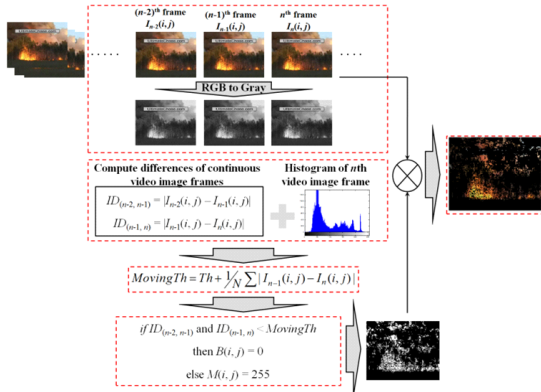 (n-2)th frame (n-1)th frame nth frame
In-2(i, j) In-1(i, j) In(i, j)
RGB to Gray
Compute differences of continuous video image frames
ID(n-2, n-1) = |In-2(i, j) – In-1(i, j)|
ID(n-1, n) = |In-1(i, j) – In(i, j)|
Histogram of nth video image frame
MovingTh = Th + 1/N ∑ | In-1(i, j) – In(i, j) |
if ID(n-2, n-1) and ID(n-1, n) < MovingTh
then B(i, j) = 0
else M(i, j) = 255